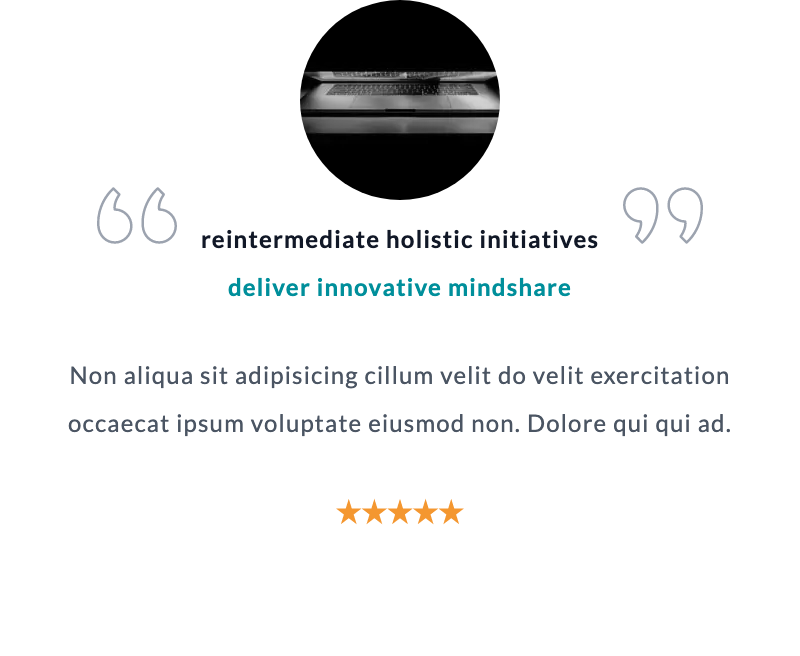 reintermediate holistic initiatives
deliver innovative mindshare
Non aliqua sit adipisicing cillum velit do velit exercitation
occaecat ipsum voluptate eiusmod non. Dolore qui qui ad.
★★★★★